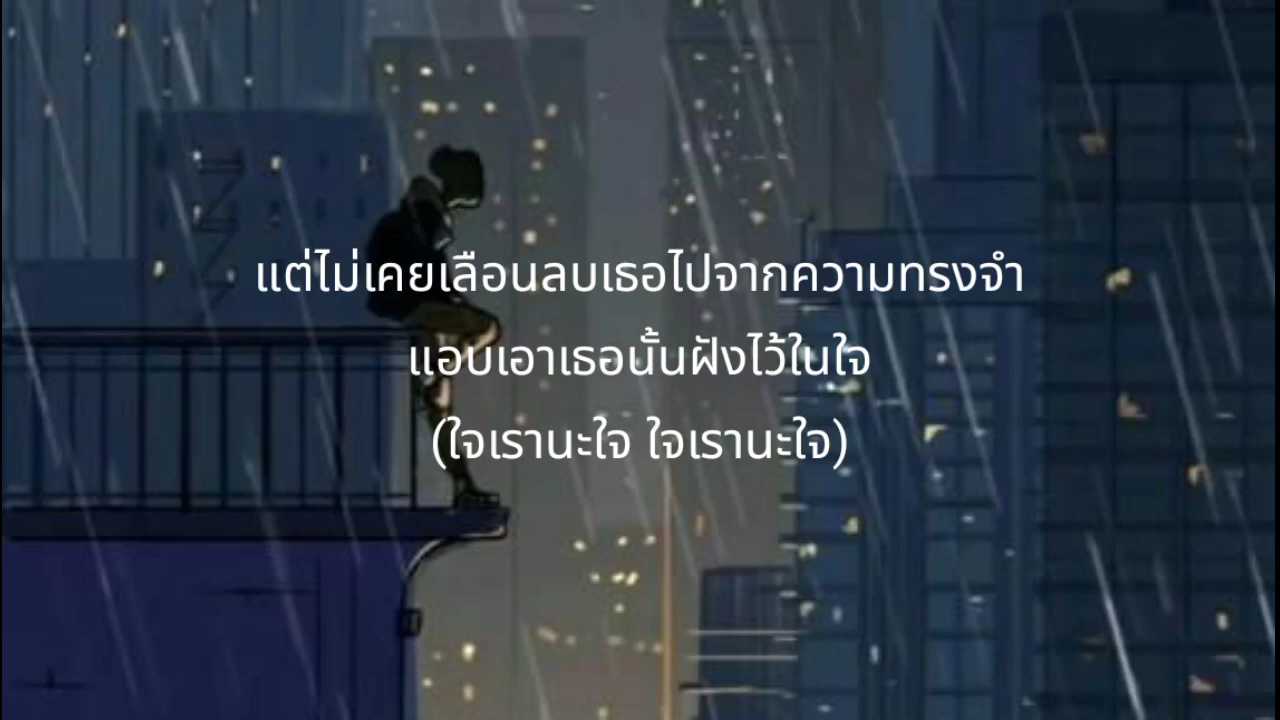 แต่ไม่เคยเลือนลบเธอไปจากความทรงจำ
แอบเอาเธอนั้นฝังไว้ในใจ
(ใจเรานะใจ ใจเรานะใจ)